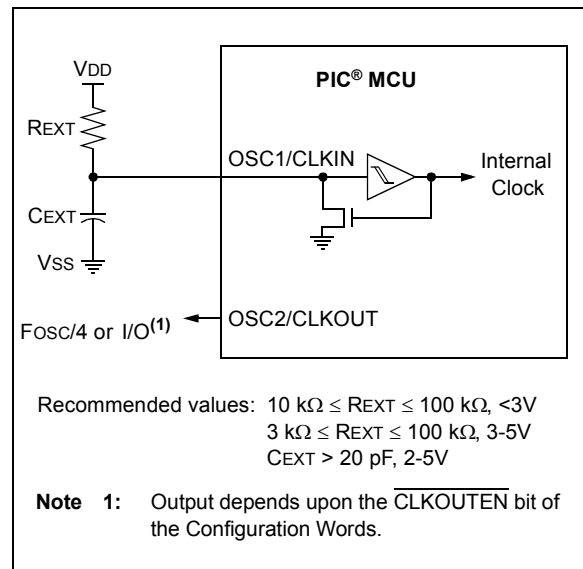 VDD
PIC® MCU
REXT
OSC1/CLKIN
Internal
Clock
CEXT
VSS
OSC2/CLKOUT
FOSC/4 or I/O(1)
Recommended values: 10 kΩ ≤ REXT ≤ 100 kΩ, <3V
3 kΩ ≤ REXT ≤ 100 kΩ, 3-5V
CEXT > 20 pF, 2-5V
Note 1: Output depends upon the C̅L̅K̅O̅U̅T̅E̅N̅ bit of
the Configuration Words.